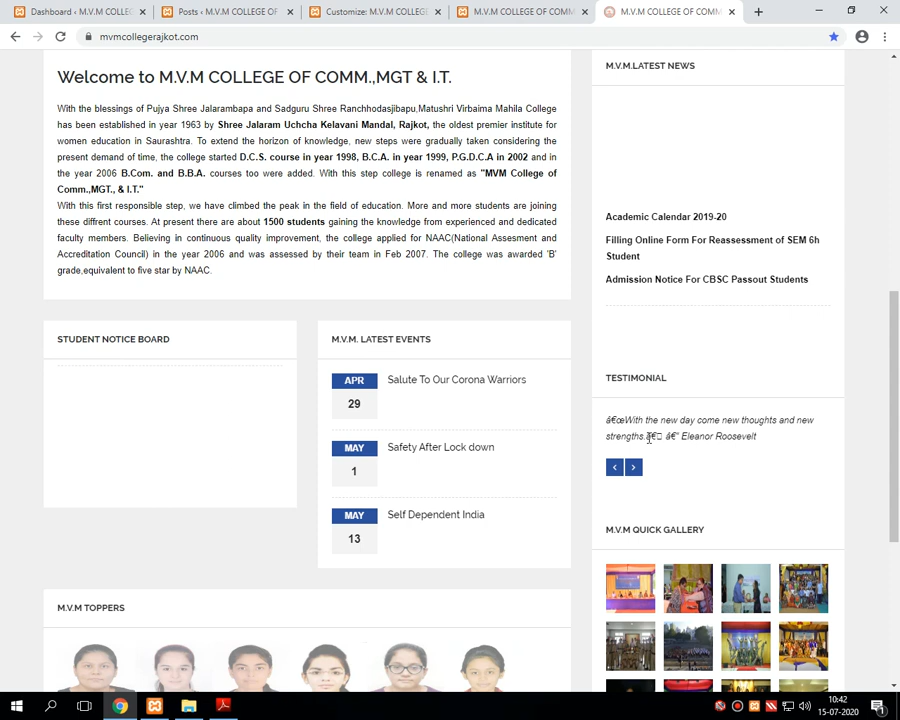 Dashboard ‹ M.V.M COLLEG
Posts ‹ M.V.M COLLEGE OF
Customize: M.V.M COLLEGE
M.V.M COLLEGE OF COMM
M.V.M COLLEGE OF COMM
mvmcollegerajkot.com
Welcome to M.V.M COLLEGE OF COMM.,MGT & I.T.
With the blessings of Pujya Shree Jalarambapa and Sadguru Shree Ranchhodasjibapu,Matushri Virbaima Mahila College
has been established in year 1963 by Shree Jalaram Uchcha Kelavani Mandal, Rajkot, the oldest premier institute for
women education in Saurashtra. To extend the horizon of knowledge, new steps were gradually taken considering the
present demand of time, the college started D.C.S. course in year 1998, B.C.A. in year 1999, P.G.D.C.A in 2002 and in
the year 2006 B.Com. and B.B.A. courses too were added. With this step college is renamed as "MVM College of
Comm.,MGT., & I.T."
With this first responsible step, we have climbed the peak in the field of education. More and more students are joining
these diffrent courses. At present there are about 1500 students gaining the knowledge from experienced and dedicated
faculty members. Believing in continuous quality improvement, the college applied for NAAC(National Assesment and
Accreditation Council) in the year 2006 and was assessed by their team in Feb 2007. The college was awarded 'B'
grade,equivalent to five star by NAAC.
STUDENT NOTICE BOARD
M.V.M. LATEST EVENTS
APR
29
Salute To Our Corona Warriors
MAY
1
Safety After Lock down
MAY
13
Self Dependent India
M.V.M TOPPERS
M.V.M.LATEST NEWS
Academic Calendar 2019-20
Filling Online Form For Reassessment of SEM 6h
Student
Admission Notice For CBSC Passout Students
TESTIMONIAL
â€œWith the new day come new thoughts and new
strengths.â€ â€“ Eleanor Roosevelt
M.V.M QUICK GALLERY
10:42
15-07-2020